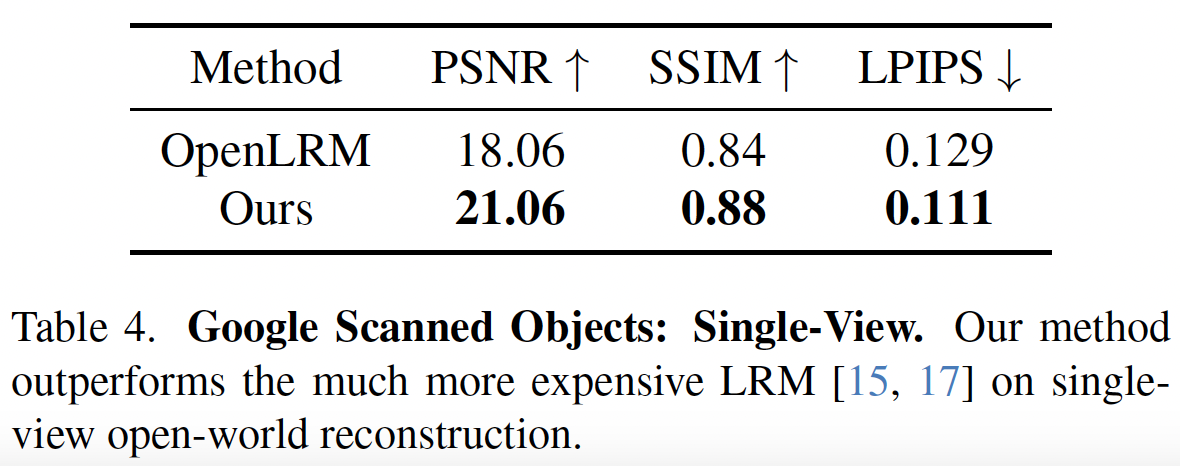 Method PSNR ↑ SSIM ↑ LPIPS ↓
OpenLRM 18.06 0.84 0.129
Ours 21.06 0.88 0.111
Table 4. Google Scanned Objects: Single-View. Our method
outperforms the much more expensive LRM [15, 17] on single-
view open-world reconstruction.